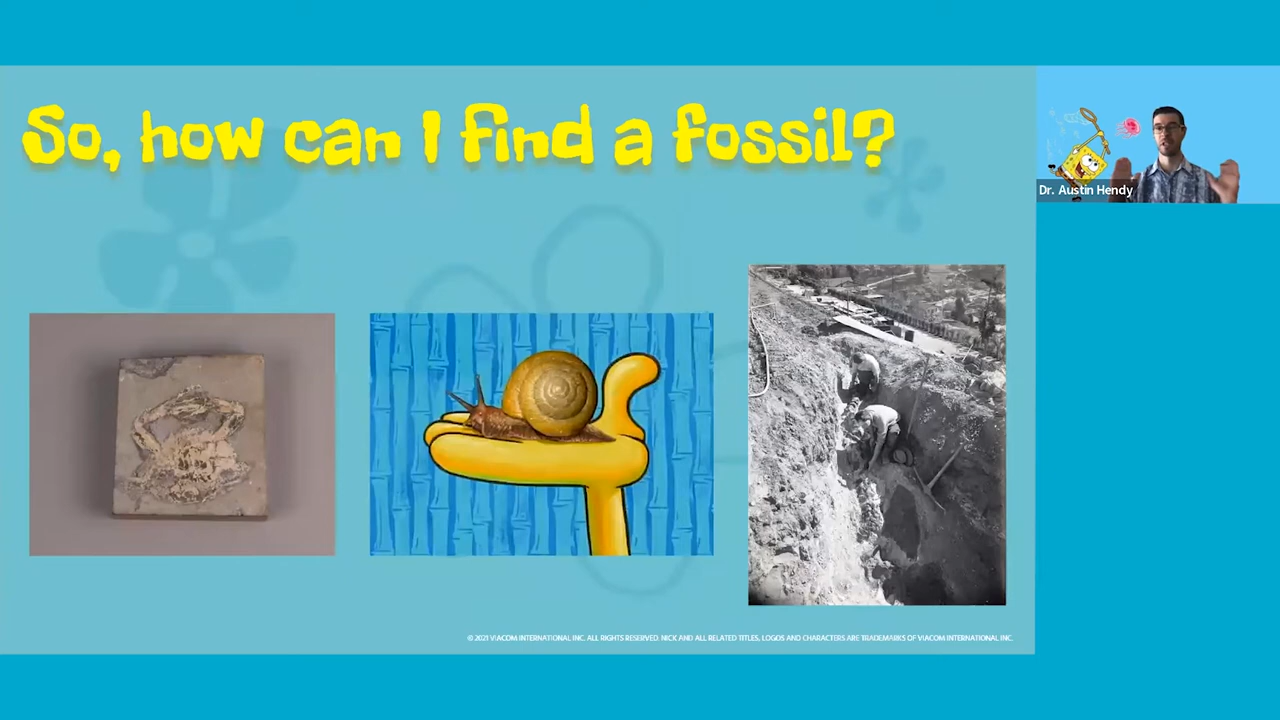 So, how can I find a fossil?
Dr. Austin Hendy
© 2021 VIACOM INTERNATIONAL INC. ALL RIGHTS RESERVED. NICK AND ALL RELATED TITLES, LOGOS AND CHARACTERS ARE TRADEMARKS OF VIACOM INTERNATIONAL INC.